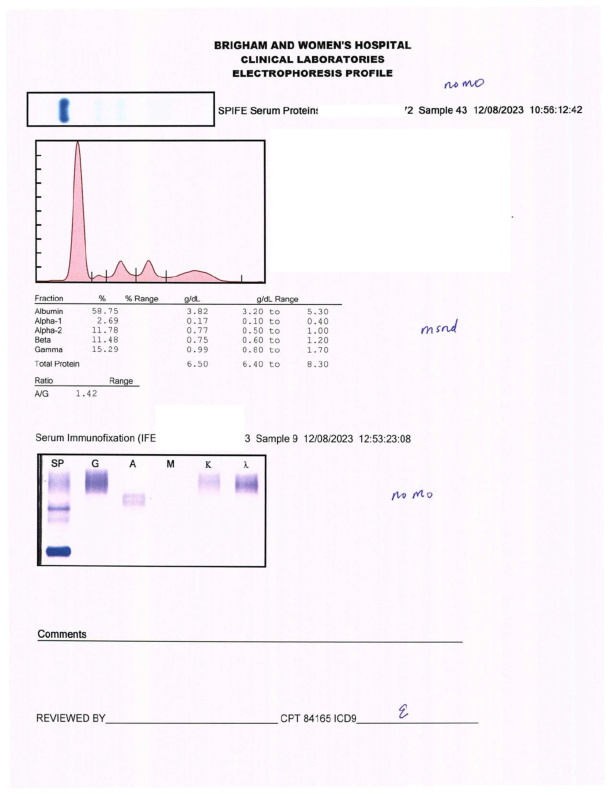 BRIGHAM AND WOMEN'S HOSPITAL
CLINICAL LABORATORIES
ELECTROPHORESIS PROFILE
no mo
SPIFE Serum Proteins '2 Sample 43 12/08/2023 10:56:12:42
Fraction % % Range g/dL g/dL Range
Albumin 58.75 3.82 3.20 to 5.30
Alpha-1 2.69 0.17 0.10 to 0.40
Alpha-2 11.78 0.77 0.50 to 1.00
Beta 11.48 0.75 0.60 to 1.20
Gamma 15.29 0.99 0.80 to 1.70
msnd
Total Protein 6.50 6.40 to 8.30
Ratio Range
A/G 1.42
Serum Immunofixation (IFE 3 Sample 9 12/08/2023 12:53:23:08
SP G A M K λ
no mo
Comments
REVIEWED BY CPT 84165 ICD9